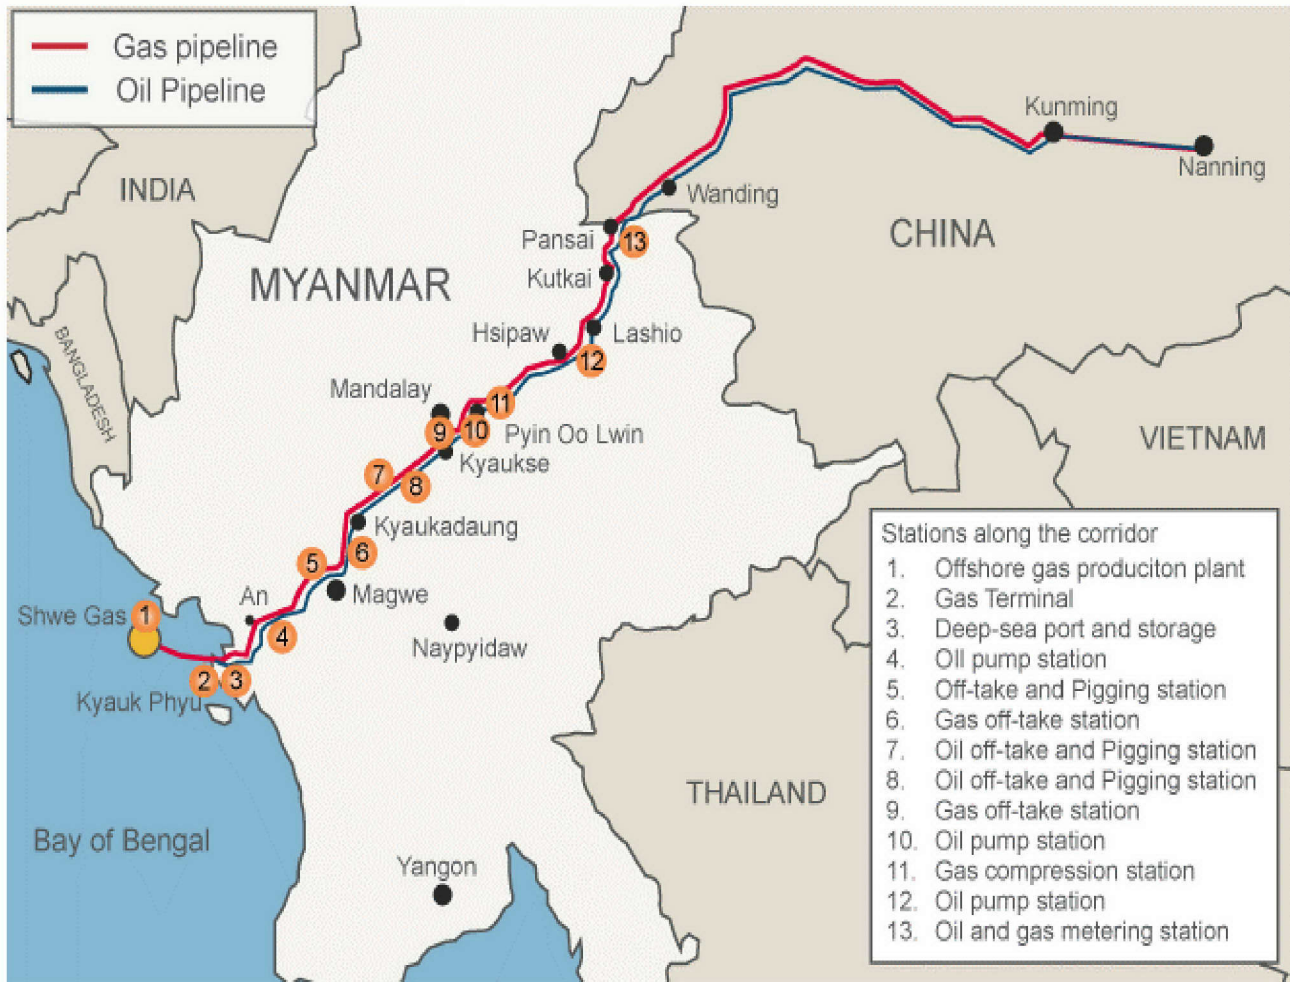 Gas pipeline
Oil Pipeline
INDIA
BANGLADESH
MYANMAR
CHINA
Kunming
Nanning
Wanding
Pansai
13
Kutkai
Hsipaw
Lashio
12
Mandalay
11
9
10
Pyin Oo Lwin
Kyaukse
7
8
Kyaukadaung
6
5
Magwe
An
4
Shwe Gas
1
Naypyidaw
2
3
Kyauk Phyu
VIETNAM
THAILAND
Bay of Bengal
Yangon
Stations along the corridor
1. Offshore gas produciton plant
2. Gas Terminal
3. Deep-sea port and storage
4. OIl pump station
5. Off-take and Pigging station
6. Gas off-take station
7. Oil off-take and Pigging station
8. Oil off-take and Pigging station
9. Gas off-take station
10. Oil pump station
11. Gas compression station
12. Oil pump station
13. Oil and gas metering station